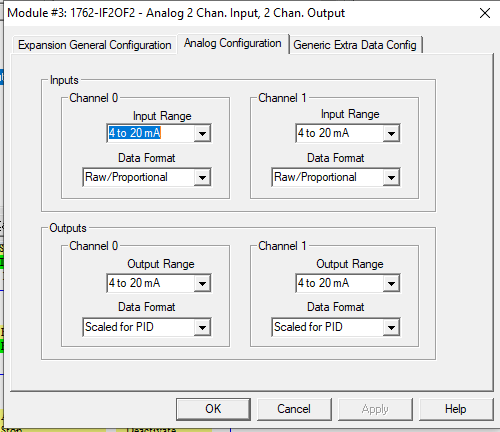 Module #3: 1762-IF2OF2 - Analog 2 Chan. Input, 2 Chan. Output
Expansion General Configuration Analog Configuration Generic Extra Data Config
Inputs
Channel 0 Channel 1
Input Range Input Range
4 to 20 mA 4 to 20 mA
Data Format Data Format
Raw/Proportional Raw/Proportional
Outputs
Channel 0 Channel 1
Output Range Output Range
4 to 20 mA 4 to 20 mA
Data Format Data Format
Scaled for PID Scaled for PID
OK Cancel Apply Help
Stop Deactivate